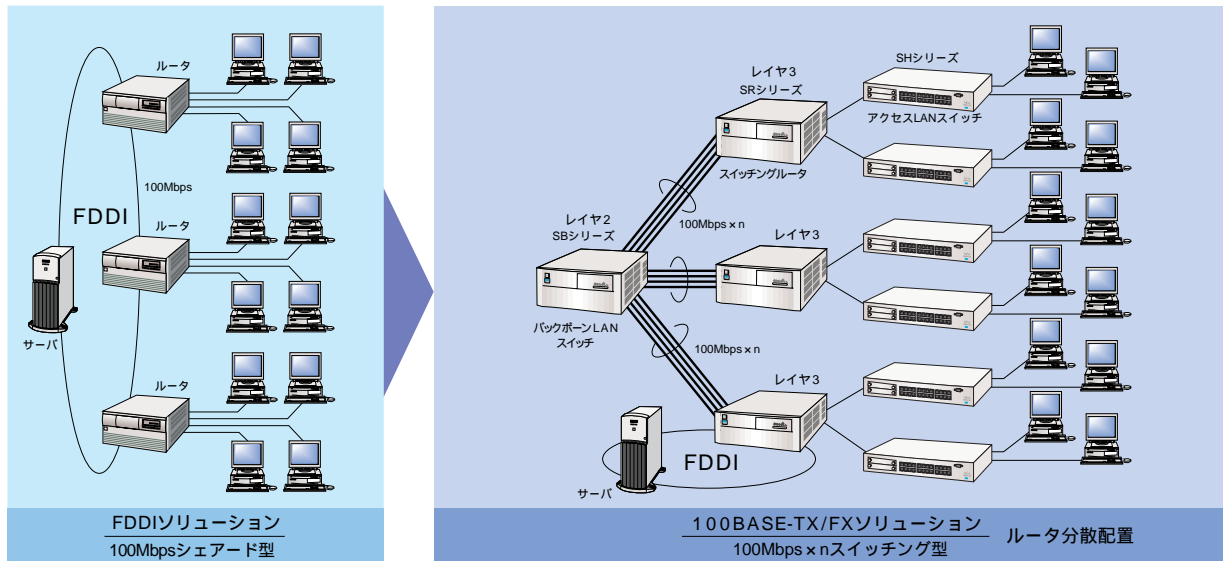 ルータ
100Mbps
FDDI
ルータ
サーバ
ルータ
FDDIソリューション
100Mbpsシェアード型
レイヤ3
SRシリーズ
スイッチングルータ
SHシリーズ
アクセスLANスイッチ
100Mbps×n
レイヤ2
SBシリーズ
バックボーンLAN
スイッチ
レイヤ3
100Mbps×n
レイヤ3
FDDI
サーバ
100BASE-TX/FXソリューション
100Mbps×nスイッチング型
ルータ分散配置